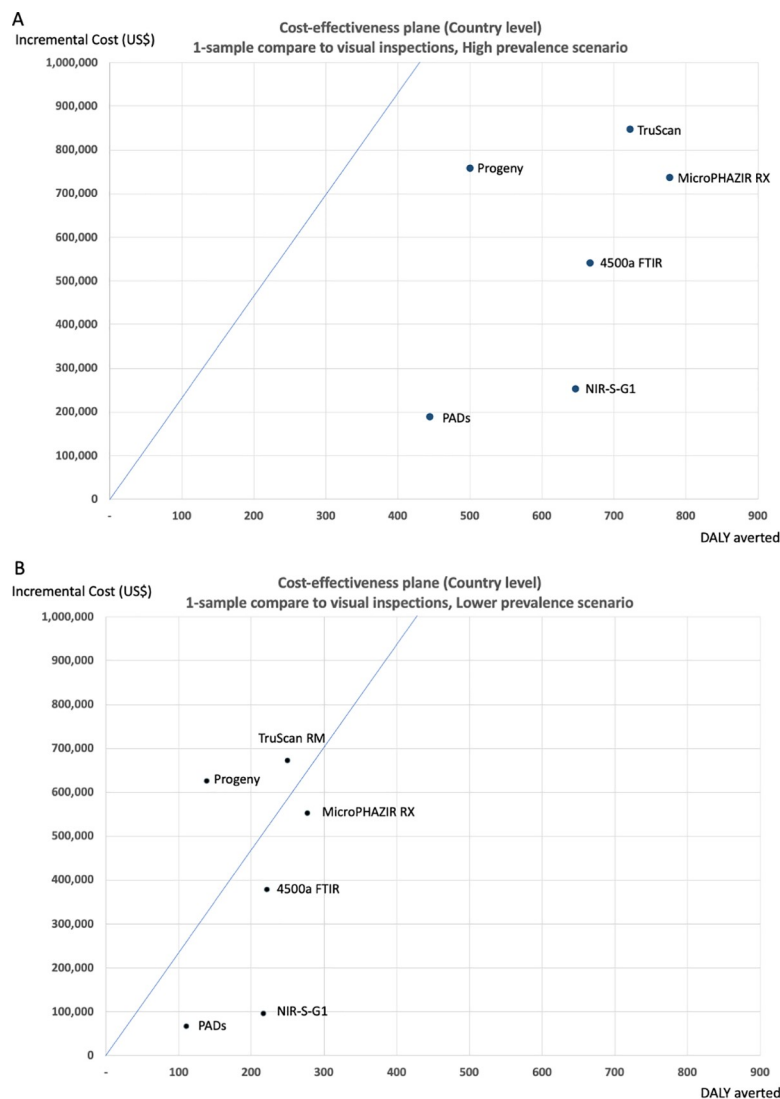 A
Incremental Cost (US$)
Cost-effectiveness plane (Country level)
1-sample compare to visual inspections, High prevalence scenario
1,000,000
900,000
800,000
700,000
600,000
500,000
400,000
300,000
200,000
100,000
0
TruScan
Progeny
MicroPHAZIR RX
4500a FTIR
NIR-S-G1
PADs
- 100 200 300 400 500 600 700 800 900
DALY averted
B
Incremental Cost (US$)
Cost-effectiveness plane (Country level)
1-sample compare to visual inspections, Lower prevalence scenario
1,000,000
900,000
800,000
700,000
600,000
500,000
400,000
300,000
200,000
100,000
0
TruScan RM
Progeny
MicroPHAZIR RX
4500a FTIR
NIR-S-G1
PADs
- 100 200 300 400 500 600 700 800 900
DALY averted